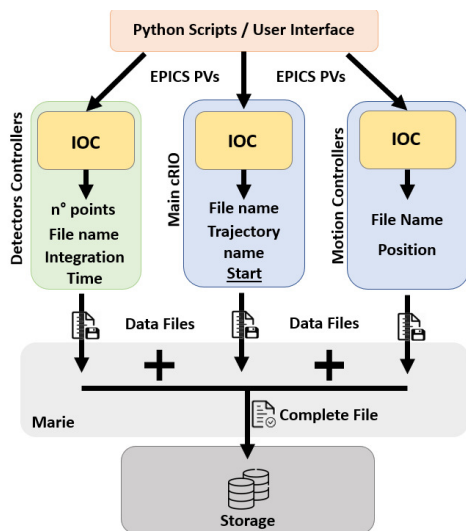 Python Scripts / User Interface
EPICS PVs
EPICS PVs
Detectors Controllers
IOC
n° points
File name
Integration
Time
Main cRIO
IOC
File name
Trajectory
name
Start
Motion Controllers
IOC
File Name
Position
Data Files
Data Files
Marie
Complete File
Storage